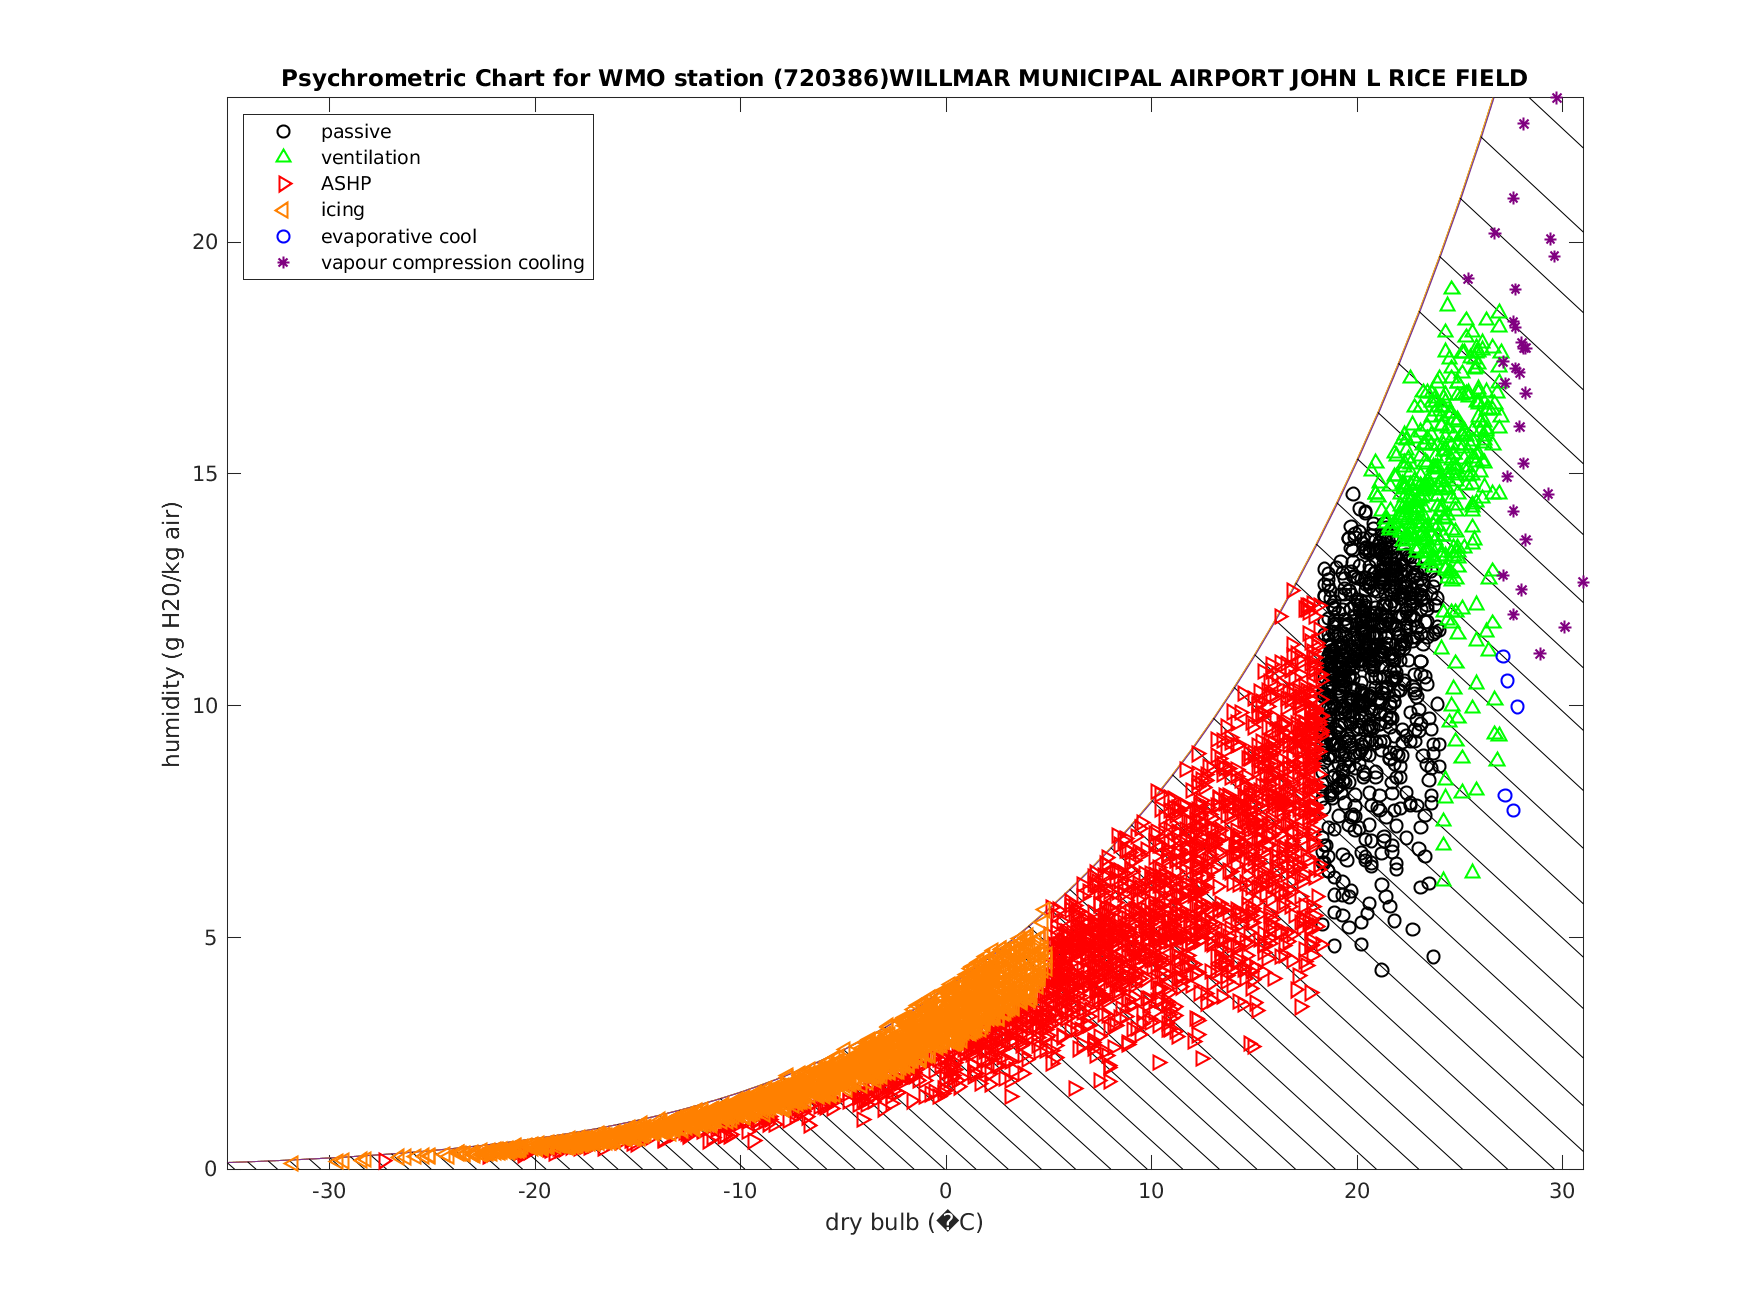 Psychrometric Chart for WMO station (720386)WILLMAR MUNICIPAL AIRPORT JOHN L RICE FIELD
passive
ventilation
ASHP
icing
evaporative cool
vapour compression cooling
humidity (g H20/kg air)
20
15
10
5
0
-30
-20
-10
0
10
20
30
dry bulb (�C)